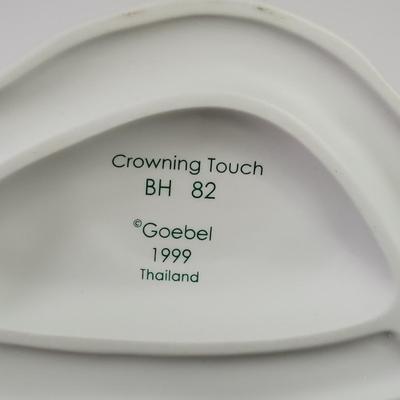 Crowning Touch
BH 82
©Goebel
1999
Thailand